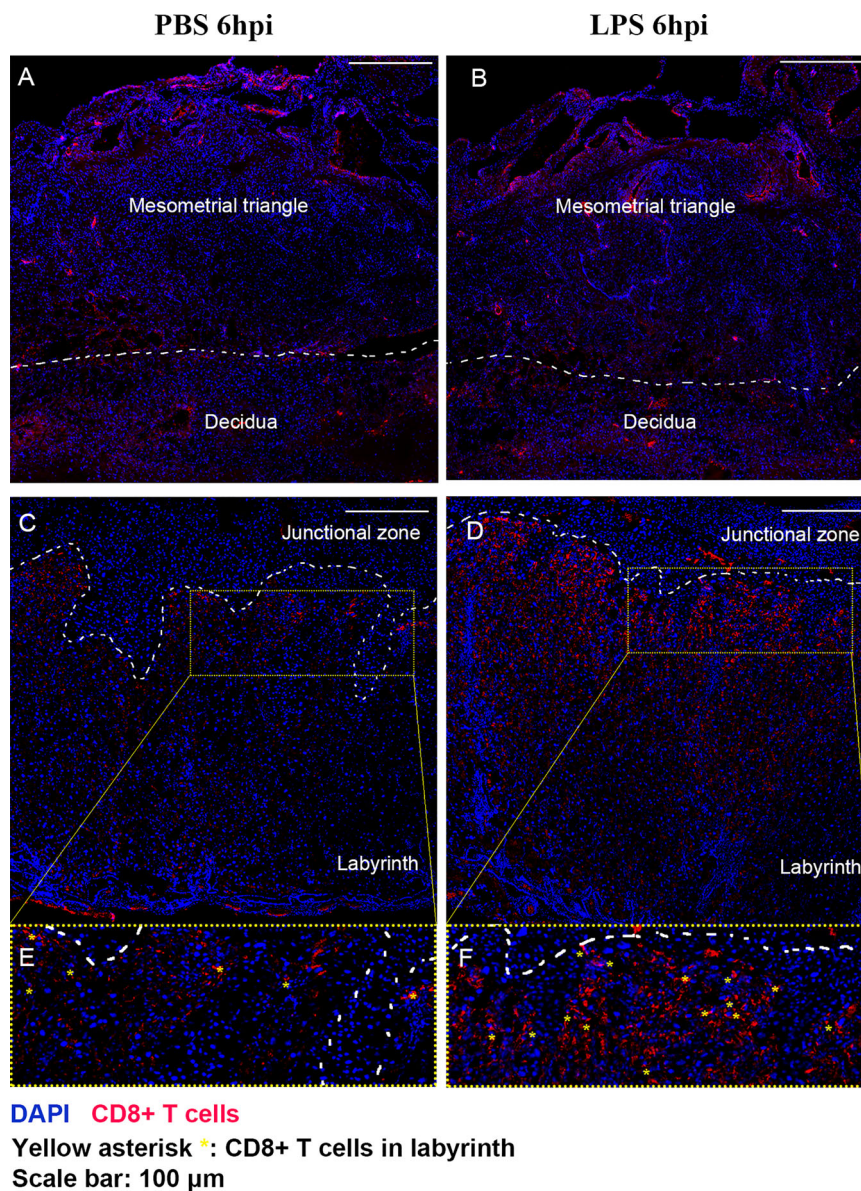 PBS 6hpi LPS 6hpi
A B
Mesometrial triangle Mesometrial triangle
Decidua Decidua
C D
Junctional zone Junctional zone
Labyrinth Labyrinth
E F
DAPI CD8+ T cells
Yellow asterisk *: CD8+ T cells in labyrinth
Scale bar: 100 µm